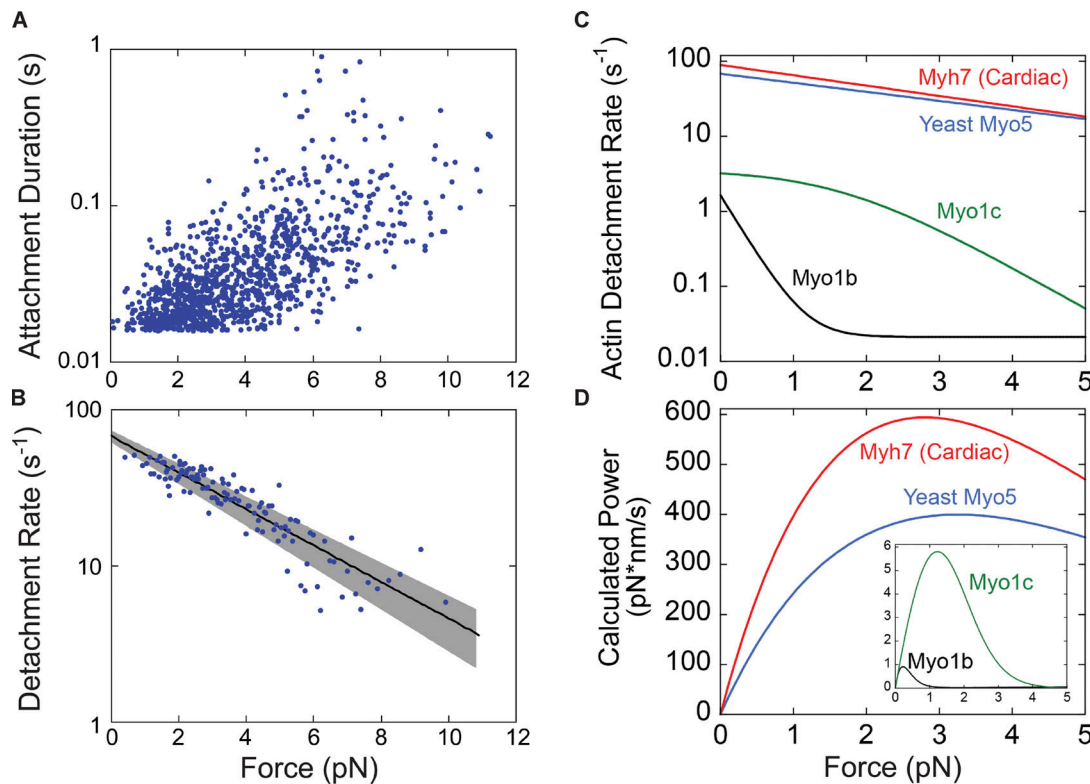 A
Attachment Duration (s)
1
0.1
0.01
0 2 4 6 8 10 12
B
Detachment Rate (s⁻¹)
100
10
1
0 2 4 6 8 10 12
Force (pN)
C
Actin Detachment Rate (s⁻¹)
100
10
1
0.1
0.01
Myh7 (Cardiac)
Yeast Myo5
Myo1c
Myo1b
0 1 2 3 4 5
D
Calculated Power
(pN*nm/s)
600
500
400
300
200
100
0
Myh7 (Cardiac)
Yeast Myo5
6
5
4
3
2
1
0
Myo1c
Myo1b
0 1 2 3 4 5
0 1 2 3 4 5
Force (pN)